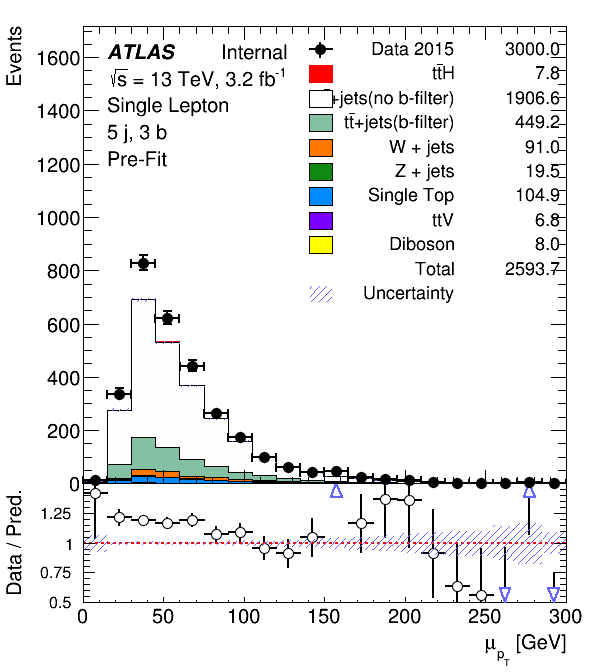 Events
1600
1400
1200
1000
800
600
400
200
0
ATLAS Internal
√s = 13 TeV, 3.2 fb⁻¹
Single Lepton
5 j, 3 b
Pre-Fit
Data 2015 3000.0
tt̄H 7.8
+jets(no b-filter) 1906.6
tt̄+jets(b-filter) 449.2
W + jets 91.0
Z + jets 19.5
Single Top 104.9
ttV 6.8
Diboson 8.0
Total 2593.7
Uncertainty
Data / Pred.
1.25
1
0.75
0.5
0 50 100 150 200 250 300
μ_pT [GeV]